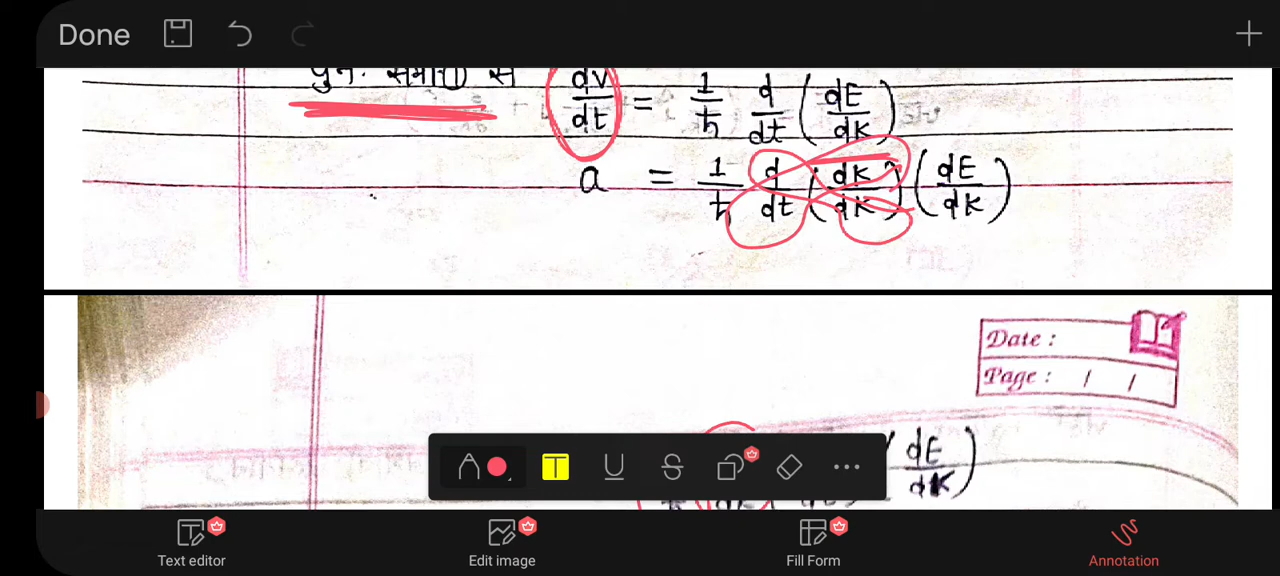 Done
पुनः समी① से dv/dt = 1/ħ d/dt (dE/dK)
a = 1/ħ d/dt (dK/dK) (dE/dK)
Date :
Page : / /
dE/dK)
T
U
S
Text editor
Edit image
Fill Form
Annotation